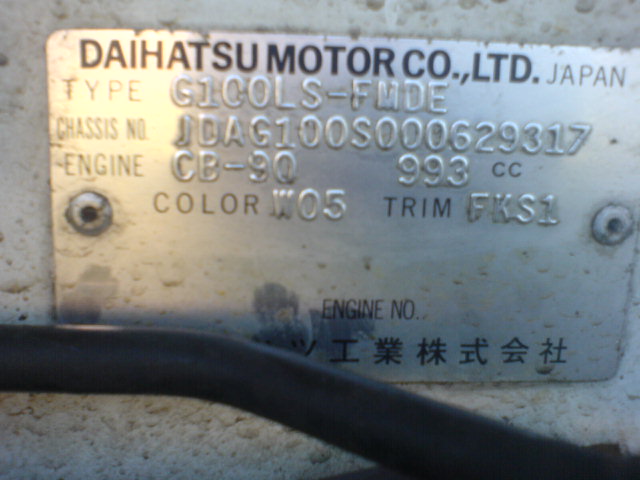 DAIHATSU MOTOR CO., LTD. JAPAN
TYPE G100LS-FMDE
CHASSIS NO. JDAG100S000629317
ENGINE CB-90 993 CC
COLOR W05 TRIM FKS1
ENGINE NO.
ツ工業株式会社